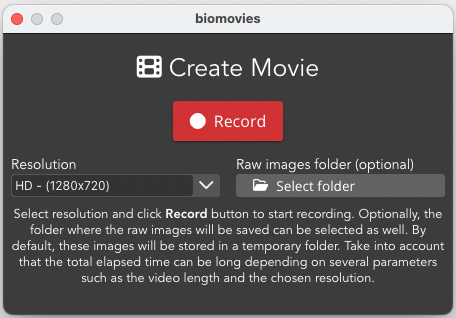 biomovies
Create Movie
Record
Resolution
Raw images folder (optional)
HD - (1280x720)
Select folder
Select resolution and click Record button to start recording. Optionally, the
folder where the raw images will be saved can be selected as well. By
default, these images will be stored in a temporary folder. Take into account
that the total elapsed time can be long depending on several parameters
such as the video length and the chosen resolution.